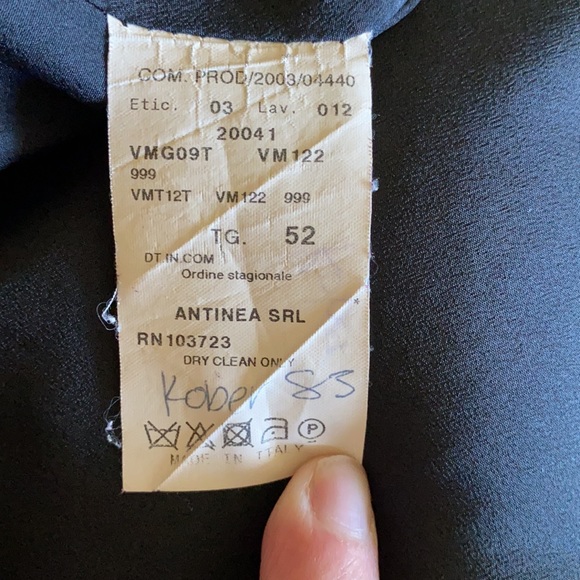 COM. PROD/2003/04440
Etic. 03 Lav. 012
20041
VMG09T VM122
999
VMT12T VM122 999
TG. 52
DT IN.COM
Ordine stagionale
*
ANTINEA SRL
RN103723
DRY CLEAN ONLY
Kober 83
P
MADE IN ITALY